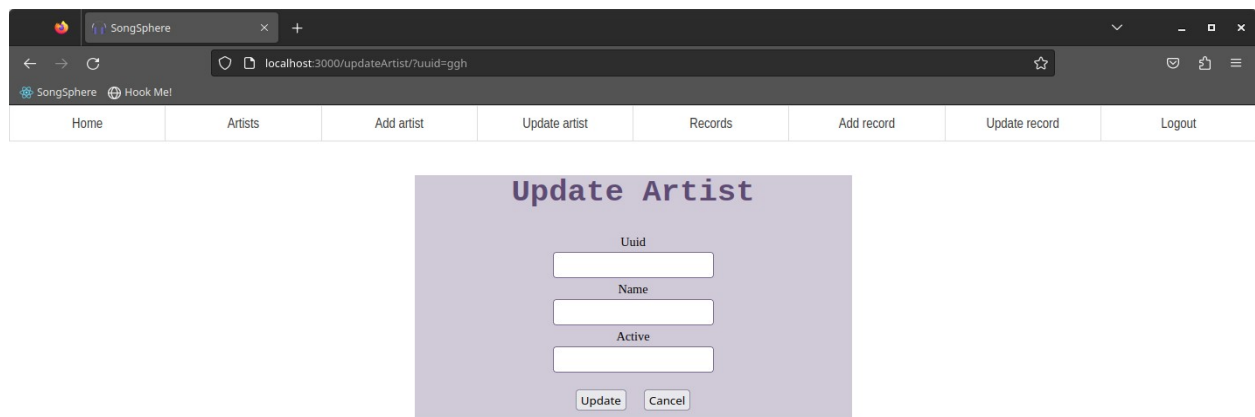 SongSphere
localhost:3000/updateArtist/?uuid=ggh
SongSphere Hook Me!
Home Artists Add artist Update artist Records Add record Update record Logout
Update Artist
Uuid
Name
Active
Update Cancel